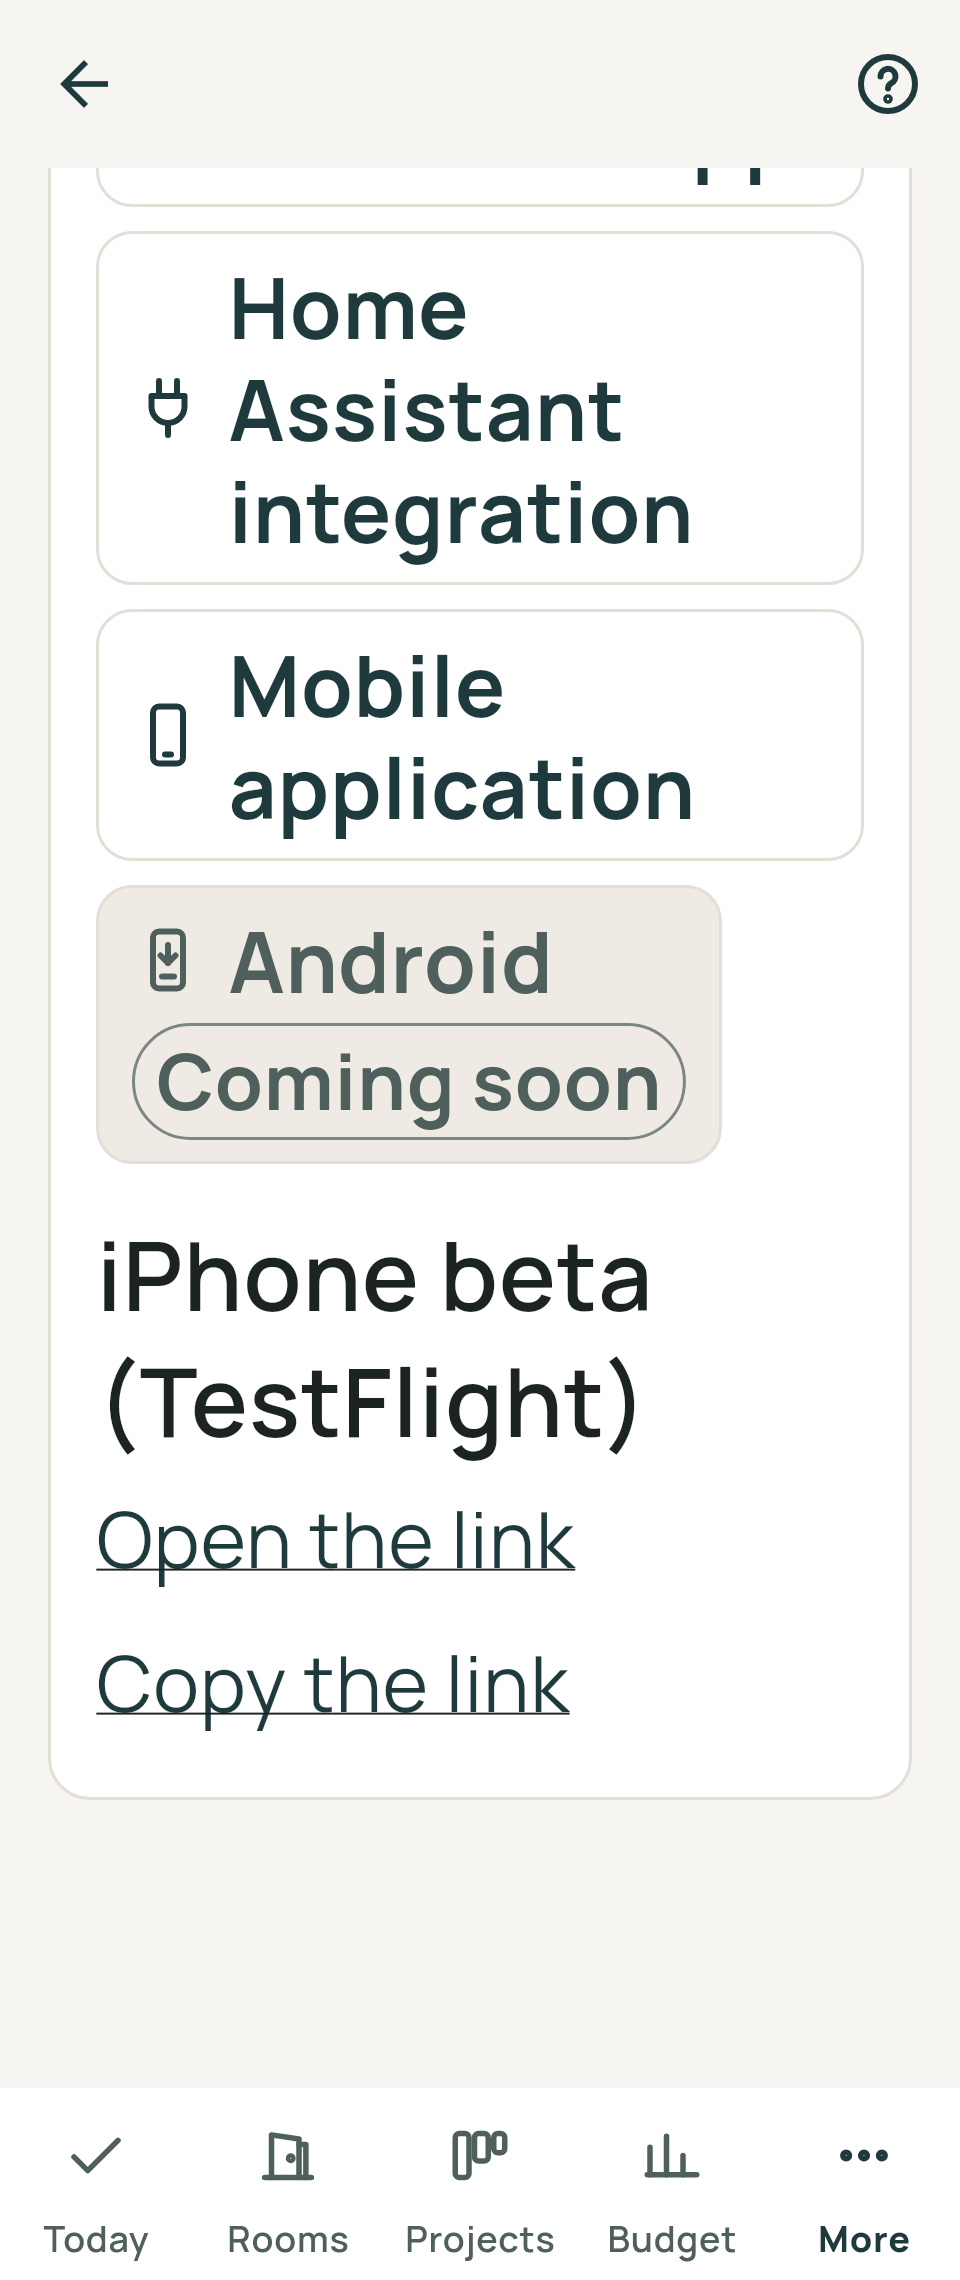 Home
Assistant
integration
Mobile
application
Android
Coming soon
iPhone beta
(TestFlight)
Open the link
Copy the link
Today
Rooms
Projects
Budget
More